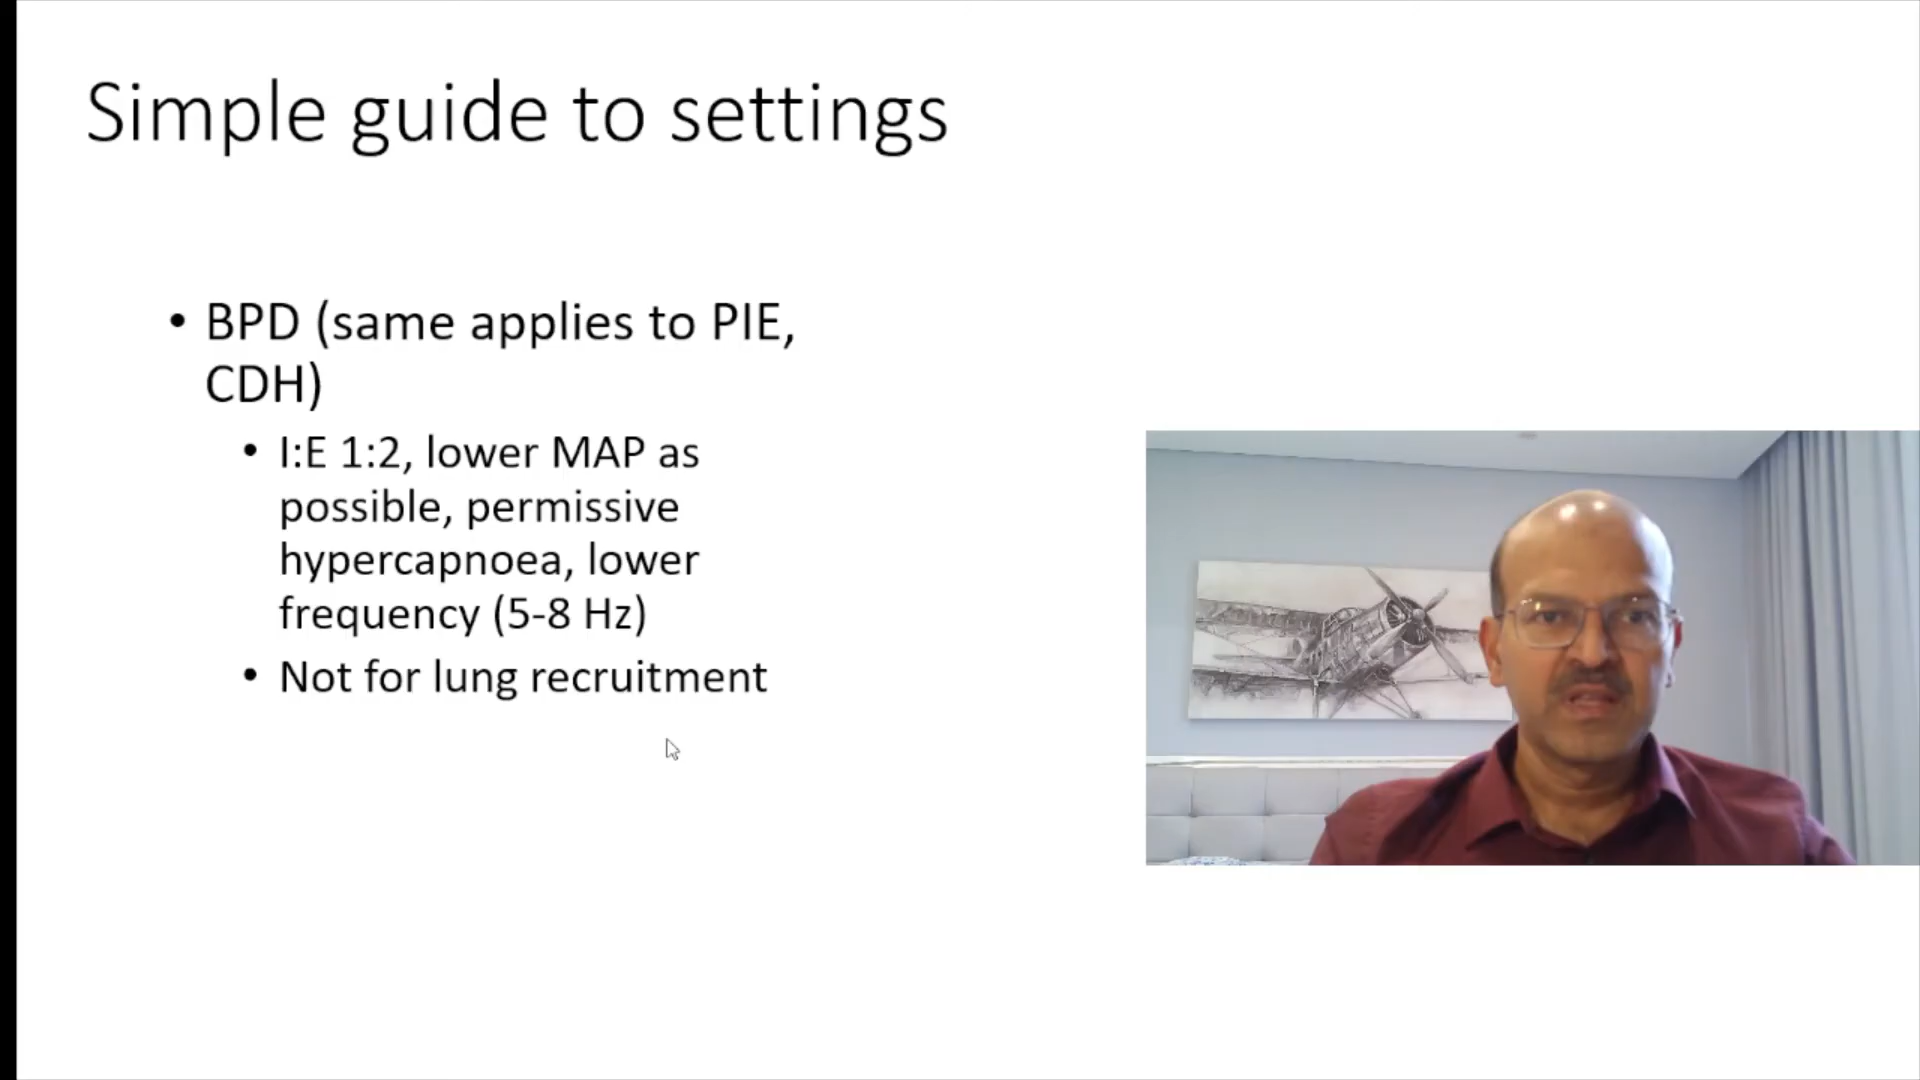 Simple guide to settings
• BPD (same applies to PIE,
CDH)
• I:E 1:2, lower MAP as
possible, permissive
hypercapnoea, lower
frequency (5-8 Hz)
• Not for lung recruitment